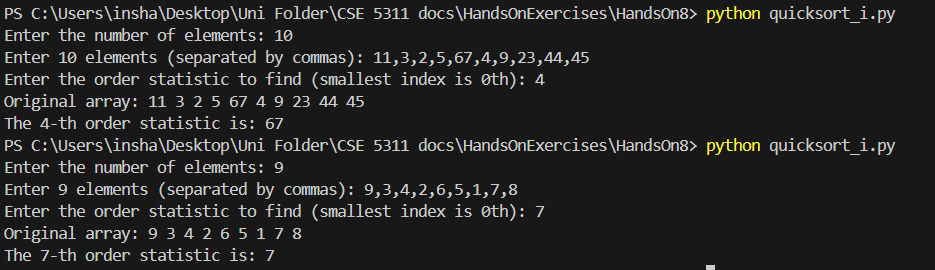 PS C:\Users\insha\Desktop\Uni Folder\CSE 5311 docs\HandsOnExercises\HandsOn8> python quicksort_i.py
Enter the number of elements: 10
Enter 10 elements (separated by commas): 11,3,2,5,67,4,9,23,44,45
Enter the order statistic to find (smallest index is 0th): 4
Original array: 11 3 2 5 67 4 9 23 44 45
The 4-th order statistic is: 67
PS C:\Users\insha\Desktop\Uni Folder\CSE 5311 docs\HandsOnExercises\HandsOn8> python quicksort_i.py
Enter the number of elements: 9
Enter 9 elements (separated by commas): 9,3,4,2,6,5,1,7,8
Enter the order statistic to find (smallest index is 0th): 7
Original array: 9 3 4 2 6 5 1 7 8
The 7-th order statistic is: 7